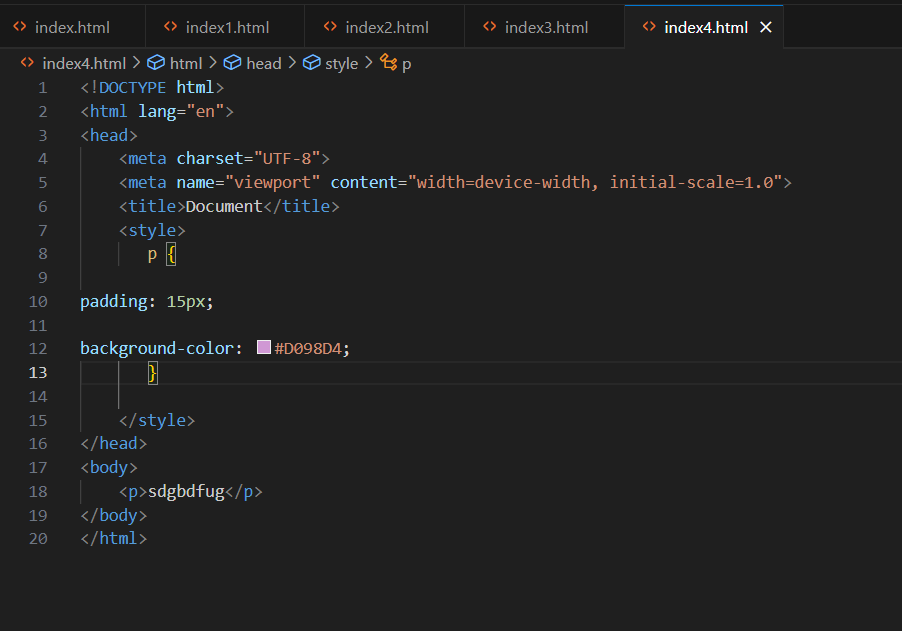 index.html index1.html index2.html index3.html index4.html
index4.html html head style p
1 <!DOCTYPE html>
2 <html lang="en">
3 <head>
4 <meta charset="UTF-8">
5 <meta name="viewport" content="width=device-width, initial-scale=1.0">
6 <title>Document</title>
7 <style>
8 p {
9
10 padding: 15px;
11
12 background-color: #D098D4;
13 }
14
15 </style>
16 </head>
17 <body>
18 <p>sdgbdfug</p>
19 </body>
20 </html>